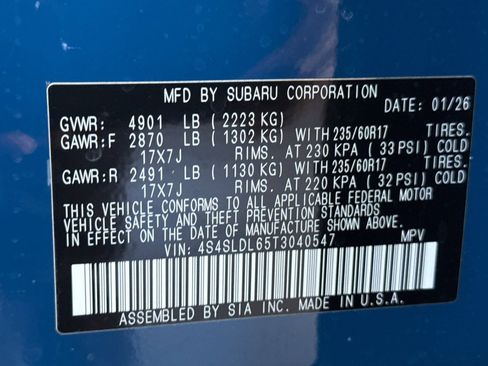 MFD BY SUBARU CORPORATION
DATE: 01/26
GVWR: 4901 LB (2223 KG)
GAWR:F 2870 LB (1302 KG) WITH 235/60R17 TIRES.
17X7J RIMS. AT 230 KPA (33 PSI) COLD
GAWR:R 2491 LB (1130 KG) WITH 235/60R17 TIRES.
17X7J RIMS. AT 220 KPA (32 PSI) COLD
THIS VEHICLE CONFORMS TO ALL APPLICABLE FEDERAL MOTOR
VEHICLE SAFETY AND THEFT PREVENTION STANDARDS
IN EFFECT ON THE DATE OF MANUFACTURE SHOWN ABOVE.
VIN: 4S4SLDL65T3040547 MPV
ASSEMBLED BY SIA INC. MADE IN U.S.A.